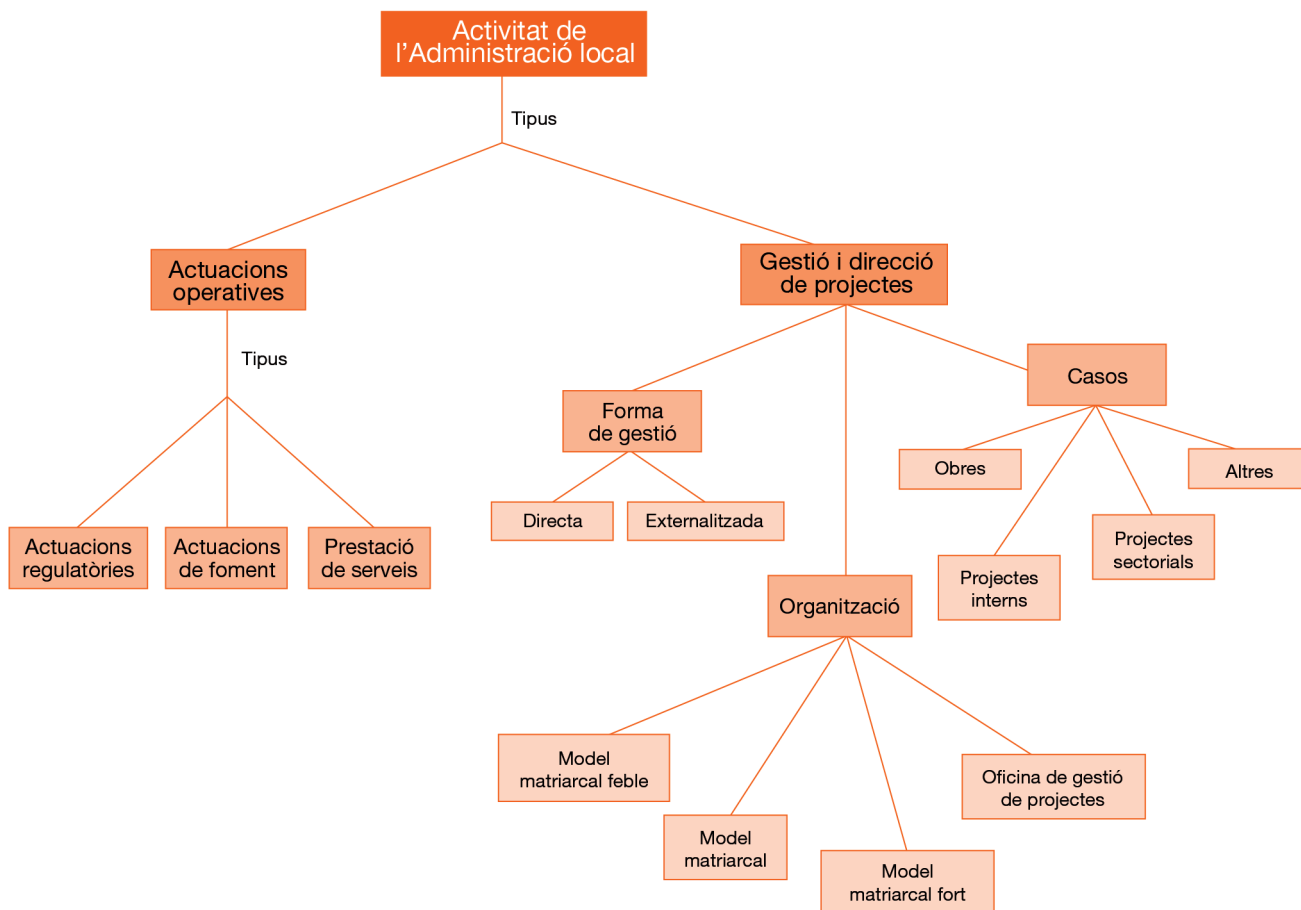 Activitat de
l'Administració local
Tipus
Actuacions
operatives
Gestió i direcció
de projectes
Tipus
Casos
Forma
de gestió
Obres
Altres
Directa
Externalitzada
Projectes
sectorials
Actuacions
regulatòries
Actuacions
de foment
Prestació
de serveis
Projectes
interns
Organització
Model
matriarcal feble
Oficina de gestió
de projectes
Model
matriarcal
Model
matriarcal fort